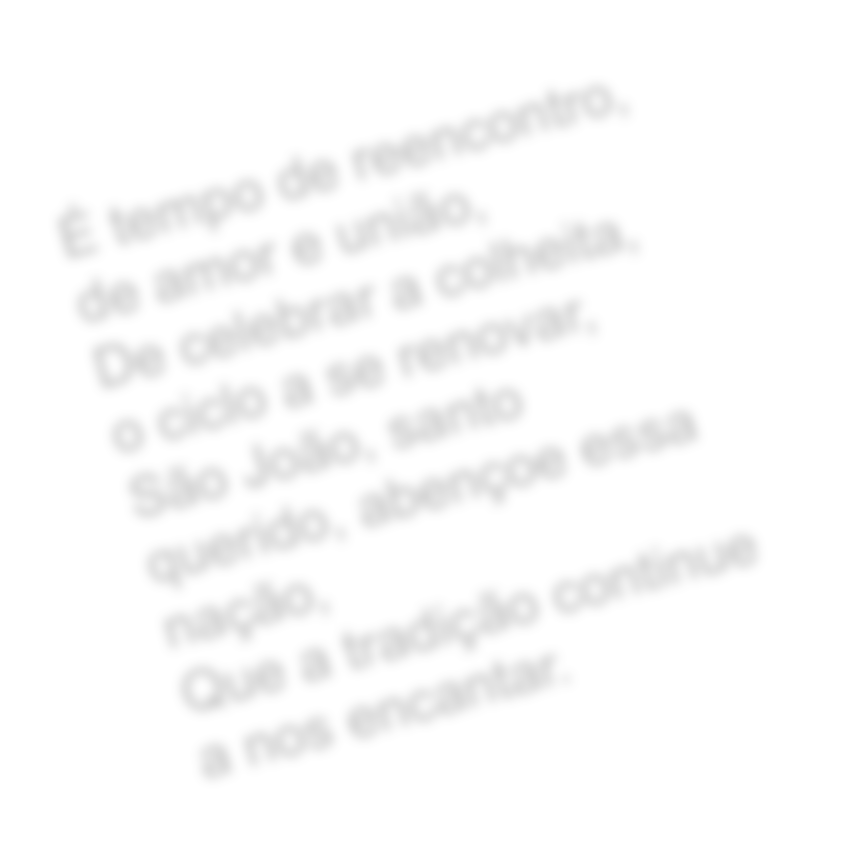 É tempo de reencontro,
de amor e união,
De celebrar a colheita,
o ciclo a se renovar,
São João, santo
querido, abençoe essa
nação,
Que a tradição continue
a nos encantar.